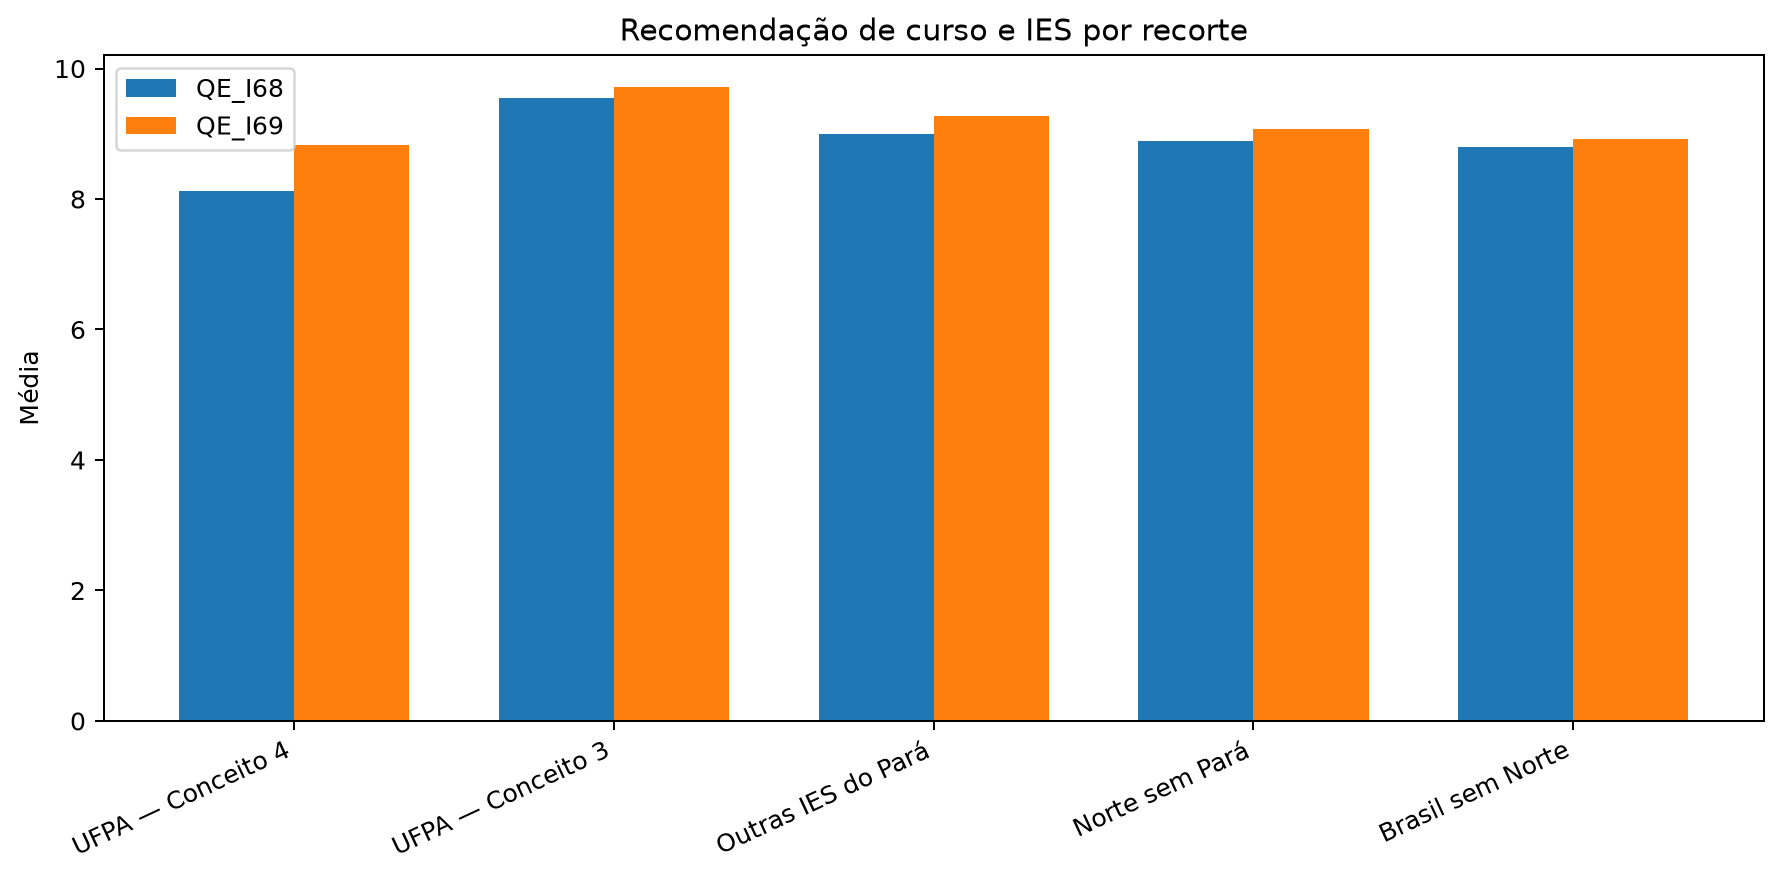 Recomendação de curso e IES por recorte
QE_I68
QE_I69
Média
10
8
6
4
2
0
UFPA — Conceito 4
UFPA — Conceito 3
Outras IES do Pará
Norte sem Pará
Brasil sem Norte